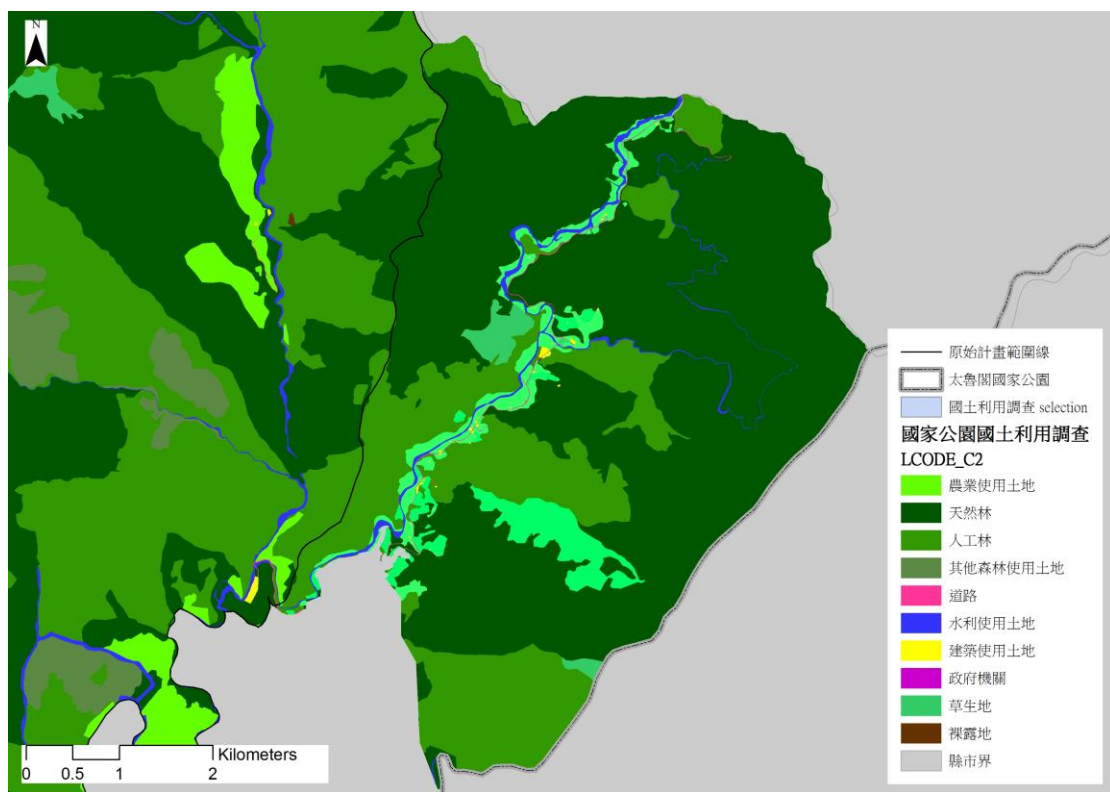 N
原始計畫範圍線
太魯閣國家公園
國土利用調查 selection
國家公園國土利用調查
LCODE_C2
農業使用土地
天然林
人工林
其他森林使用土地
道路
水利使用土地
建築使用土地
政府機關
草生地
裸露地
縣市界
Kilometers
0 0.5 1 2